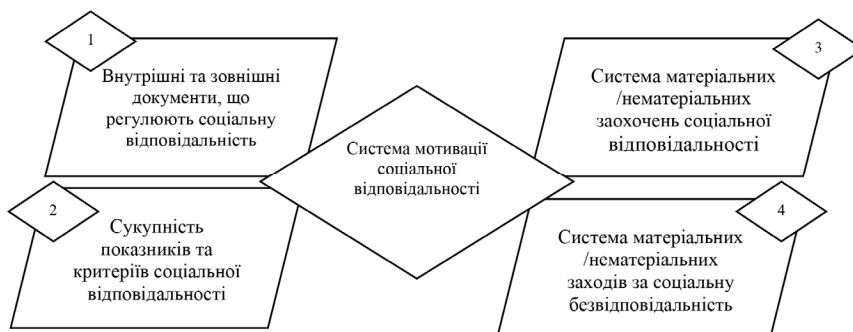 1
Внутрішні та зовнішні
документи, що
регулюють соціальну
відповідальність
2
Сукупність
показників та
критеріїв соціальної
відповідальності
Система мотивації
соціальної
відповідальності
3
Система матеріальних
/нематеріальних
заохочень соціальної
відповідальності
4
Система матеріальних
/нематеріальних
заходів за соціальну
безвідповідальність